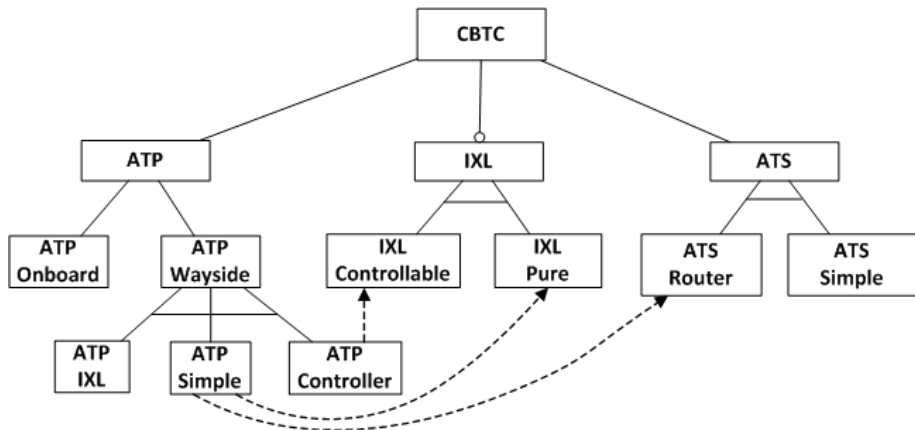 CBTC
ATP
IXL
ATS
ATP
Onboard
ATP
Wayside
IXL
Controllable
IXL
Pure
ATS
Router
ATS
Simple
ATP
IXL
ATP
Simple
ATP
Controller